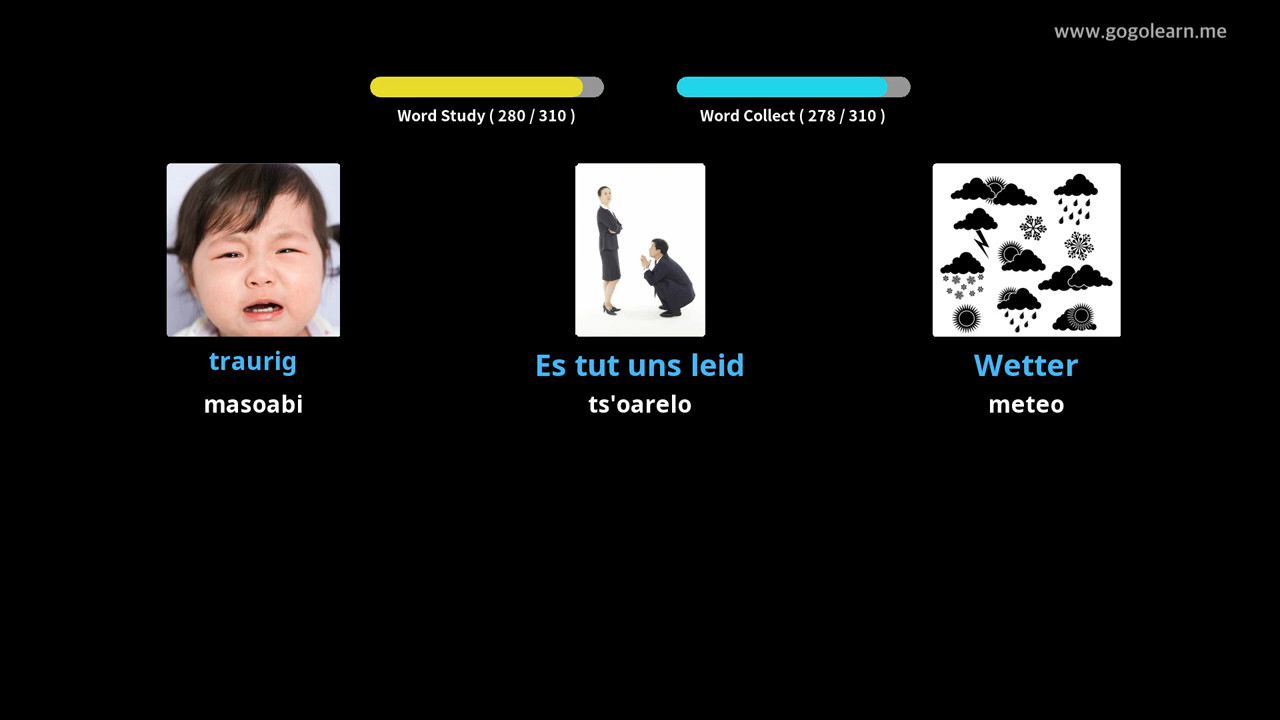 www.gogolearn.me
Word Study ( 280 / 310 )
Word Collect ( 278 / 310 )
traurig
masoabi
Es tut uns leid
ts'oarelo
Wetter
meteo